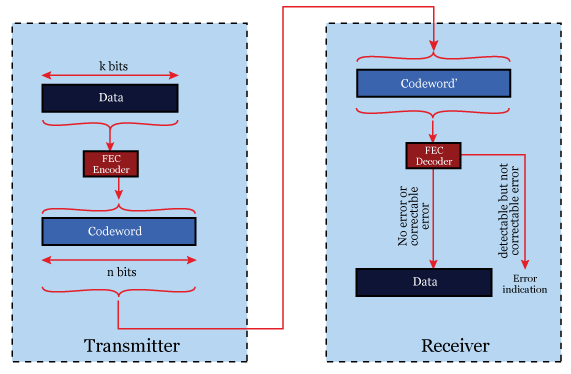 k bits
Data
FEC
Encoder
Codeword
n bits
Transmitter
Codeword'
FEC
Decoder
No error or
correctable
error
detectable but not
correctable error
Data
Error
indication
Receiver